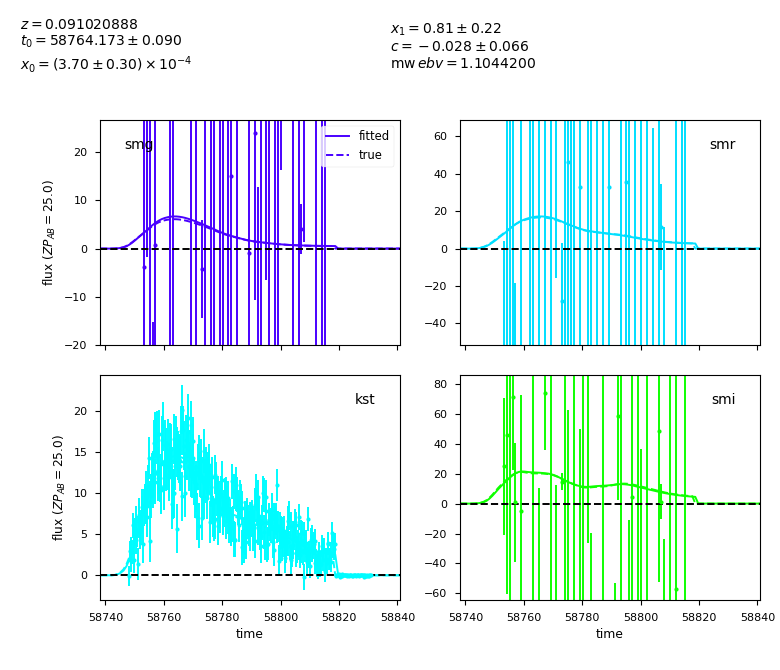 z = 0.091020888
t₀ = 58764.173 ± 0.090
x₀ = (3.70 ± 0.30) × 10⁻⁴
x₁ = 0.81 ± 0.22
c = −0.028 ± 0.066
mw ebv = 1.1044200
smg
fitted
true
20
10
0
−10
−20
flux (ZP_AB = 25.0)
smr
60
40
20
0
−20
−40
kst
20
15
10
5
0
flux (ZP_AB = 25.0)
58740 58760 58780 58800 58820 58840
time
smi
80
60
40
20
0
−20
−40
−60
58740 58760 58780 58800 58820 58840
time